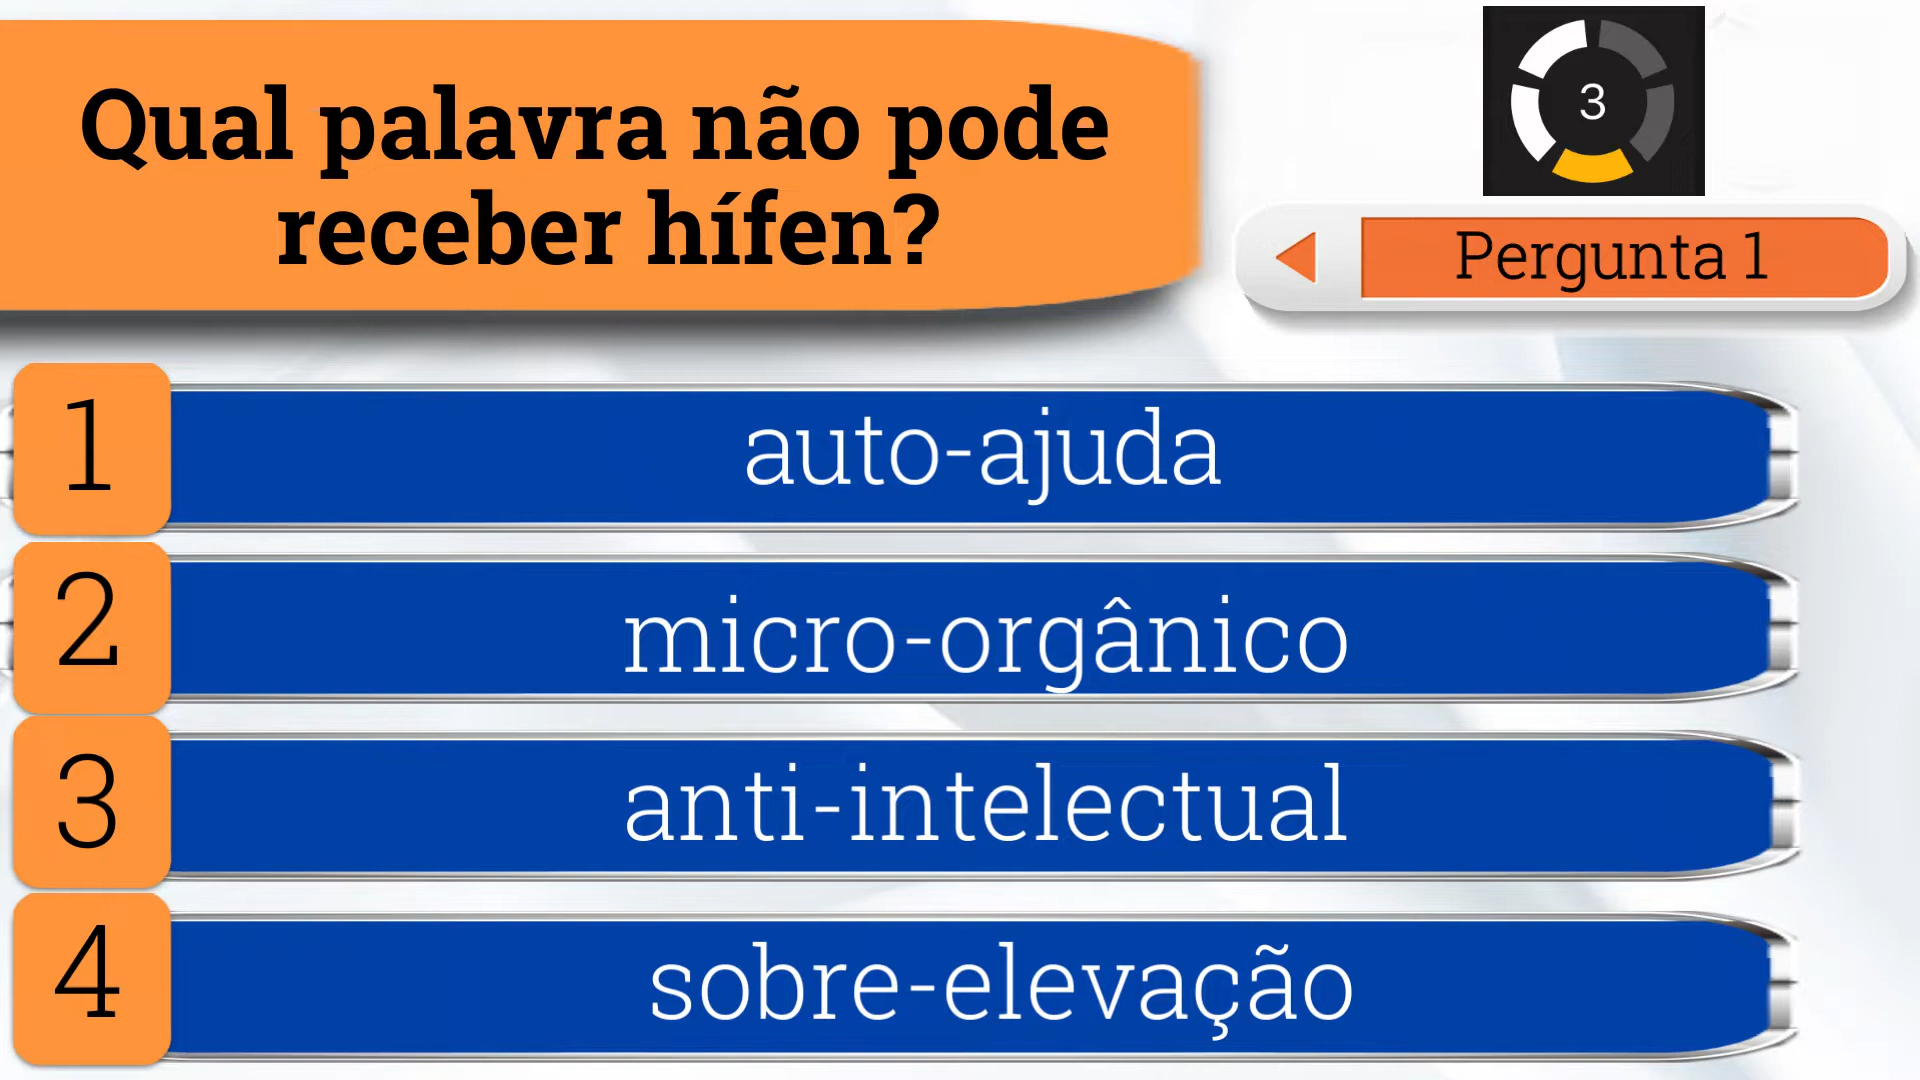 Qual palavra não pode
receber hífen?
3
Pergunta 1
1
auto-ajuda
2
micro-orgânico
3
anti-intelectual
4
sobre-elevação